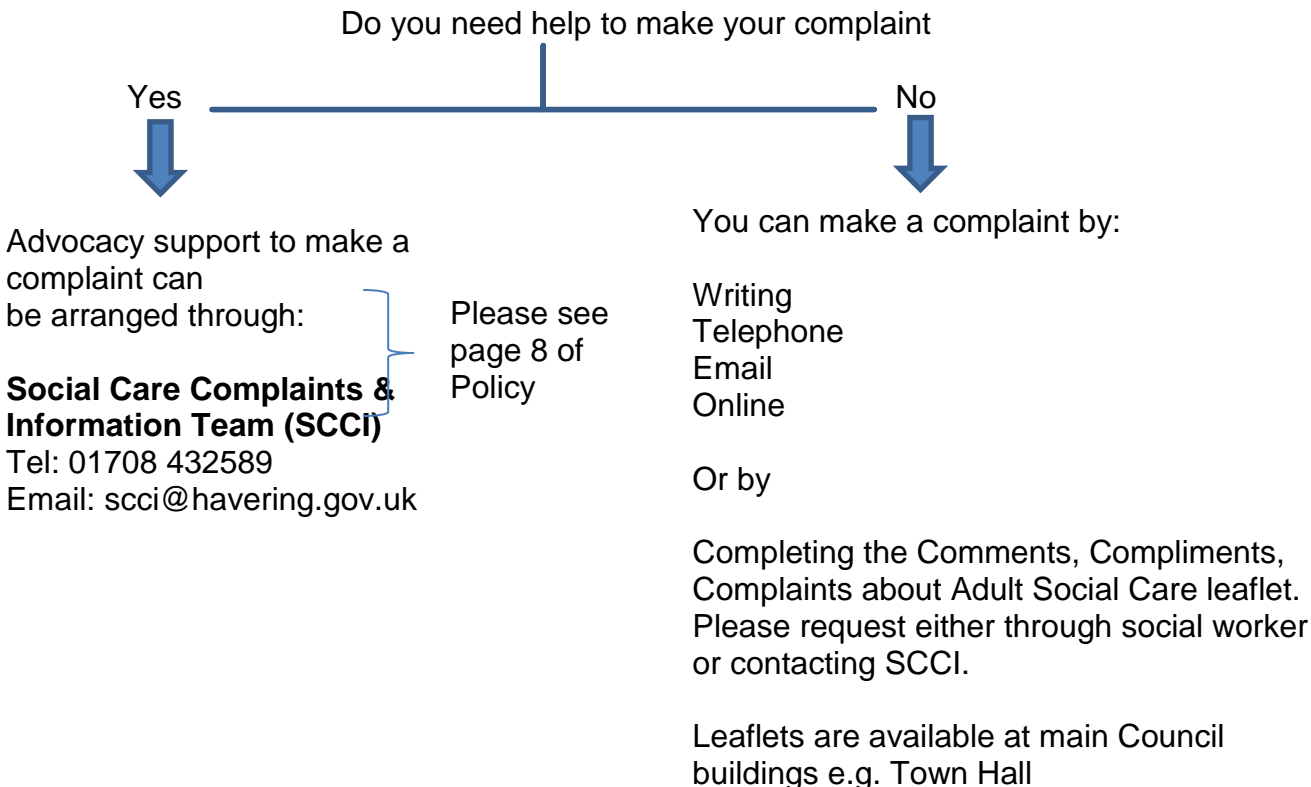 Do you need help to make your complaint
Yes
No
Advocacy support to make a
complaint can
be arranged through:
Social Care Complaints &
Information Team (SCCI)
Tel: 01708 432589
Email: scci@havering.gov.uk
Please see
page 8 of
Policy
You can make a complaint by:
Writing
Telephone
Email
Online
Or by
Completing the Comments, Compliments,
Complaints about Adult Social Care leaflet.
Please request either through social worker
or contacting SCCI.
Leaflets are available at main Council
buildings e.g. Town Hall